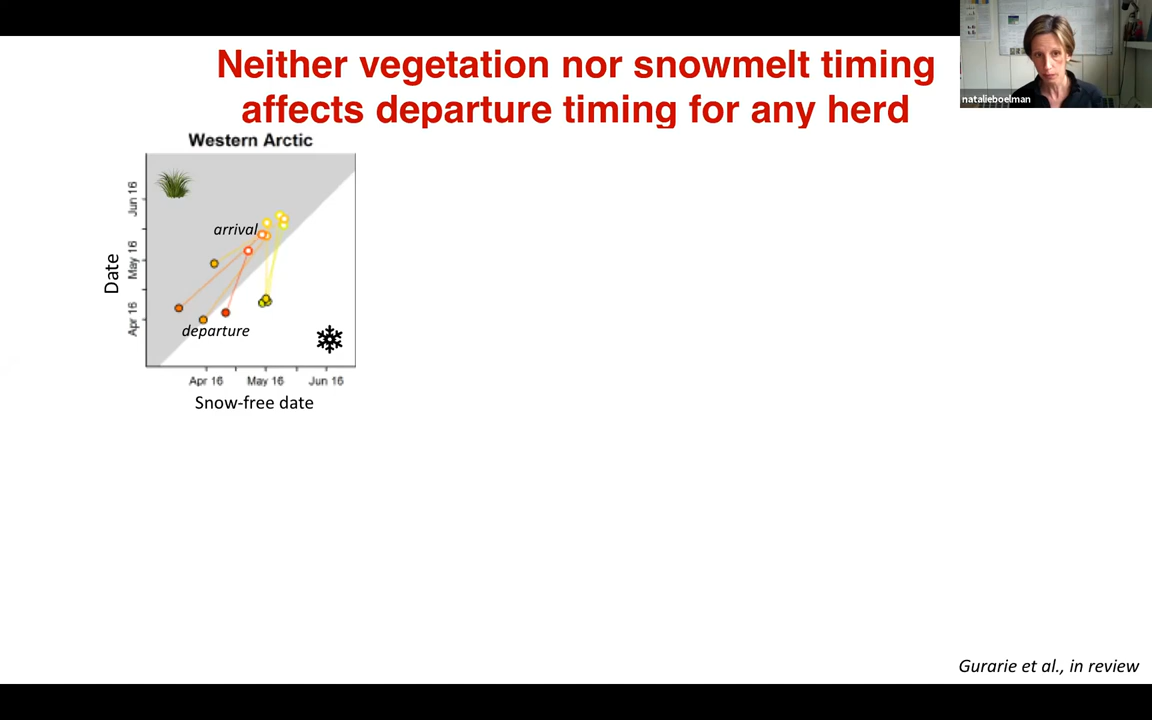 Neither vegetation nor snowmelt timing
affects departure timing for any herd
natalieboelman
Western Arctic
Jun 16
May 16
Apr 16
Date
arrival
departure
Apr 16 May 16 Jun 16
Snow-free date
Gurarie et al., in review